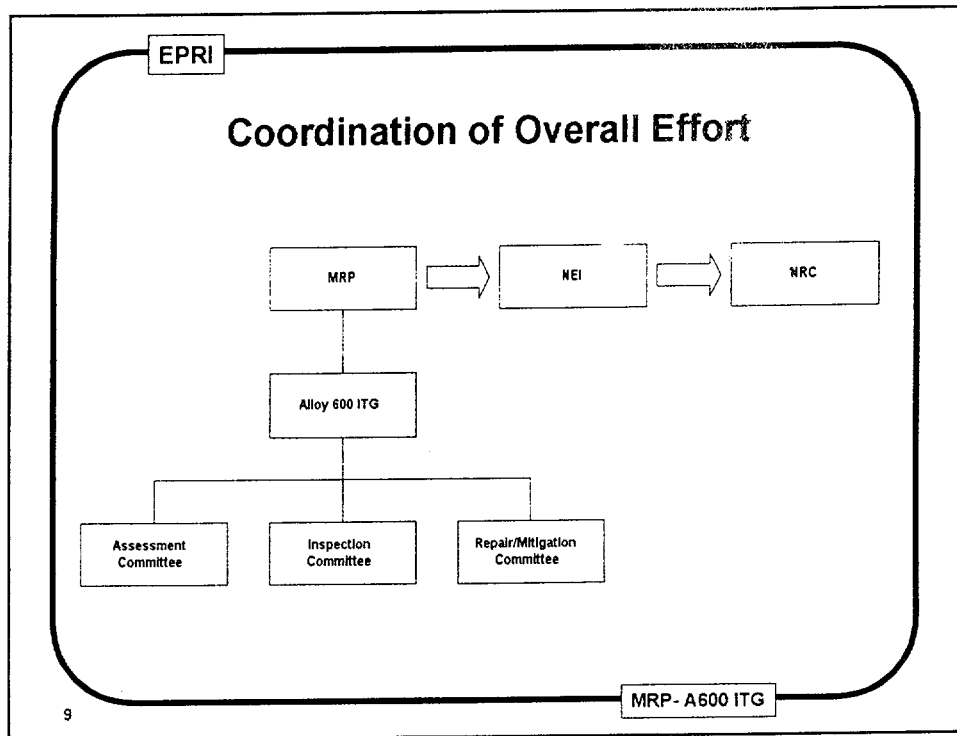 EPRI
Coordination of Overall Effort
MRP
NEI
NRC
Alloy 600 ITG
Assessment
Committee
Inspection
Committee
Repair/Mitigation
Committee
MRP- A600 ITG
9